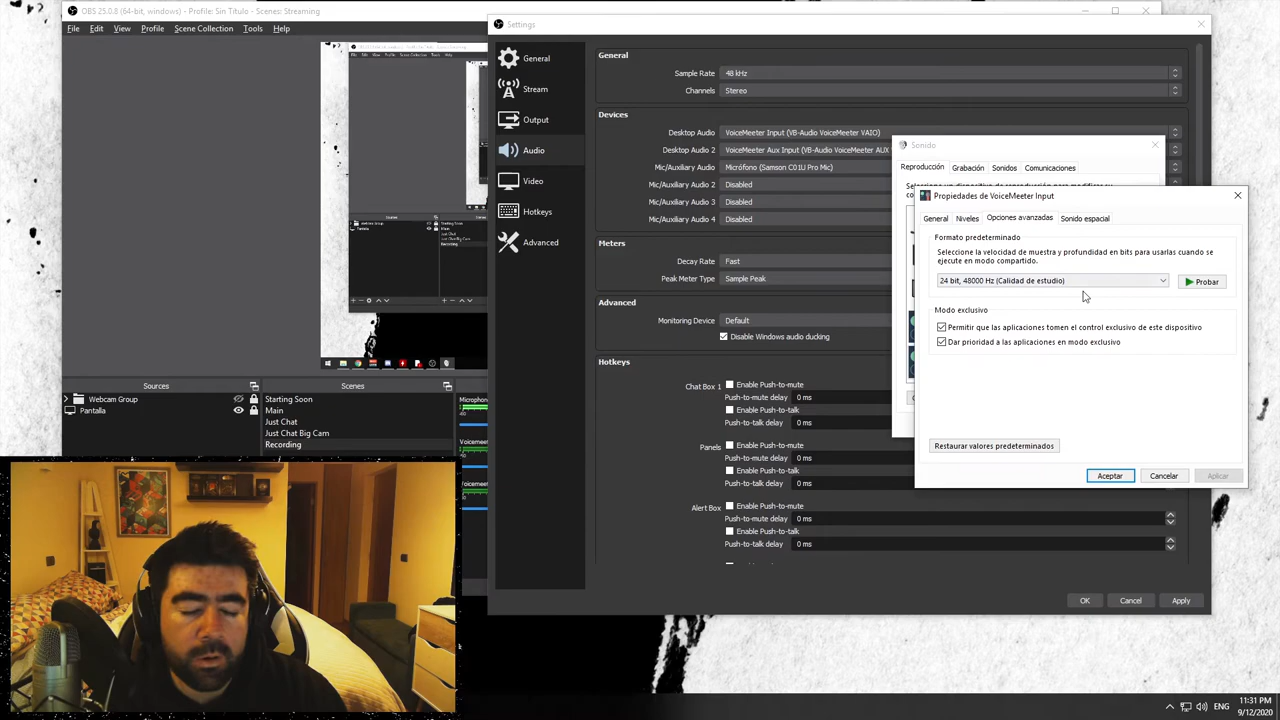 OBS 25.0.8 (64-bit, windows) - Profile: Sin Título - Scenes: Streaming
File Edit View Profile Scene Collection Tools Help
Settings
General
Stream
Output
Audio
Video
Hotkeys
Advanced
General
Sample Rate 48 kHz
Channels Stereo
Devices
Desktop Audio VoiceMeeter Input (VB-Audio VoiceMeeter VAIO)
Desktop Audio 2 VoiceMeeter Aux Input (VB-Audio VoiceMeeter AUX
Mic/Auxiliary Audio Micrófono (Samson C01U Pro Mic)
Mic/Auxiliary Audio 2 Disabled
Mic/Auxiliary Audio 3 Disabled
Mic/Auxiliary Audio 4 Disabled
Meters
Decay Rate Fast
Peak Meter Type Sample Peak
Advanced
Monitoring Device Default
Disable Windows audio ducking
Hotkeys
Chat Box 1 Enable Push-to-mute
Push-to-mute delay 0 ms
Enable Push-to-talk
Push-to-talk delay 0 ms
Panels Enable Push-to-mute
Push-to-mute delay 0 ms
Enable Push-to-talk
Push-to-talk delay 0 ms
Alert Box Enable Push-to-mute
Push-to-mute delay 0 ms
Enable Push-to-talk
Push-to-talk delay 0 ms
OK Cancel Apply
Sonido
Reproducción Grabación Sonidos Comunicaciones
Propiedades de VoiceMeeter Input
General Niveles Opciones avanzadas Sonido espacial
Formato predeterminado
Seleccione la velocidad de muestra y profundidad en bits para usarlas cuando se
ejecute en modo compartido.
24 bit, 48000 Hz (Calidad de estudio) Probar
Modo exclusivo
Permitir que las aplicaciones tomen el control exclusivo de este dispositivo
Dar prioridad a las aplicaciones en modo exclusivo
Restaurar valores predeterminados
Aceptar Cancelar Aplicar
Sources
Webcam Group
Pantalla
Scenes
Starting Soon
Main
Just Chat
Just Chat Big Cam
Recording
ENG
11:31 PM
9/12/2020